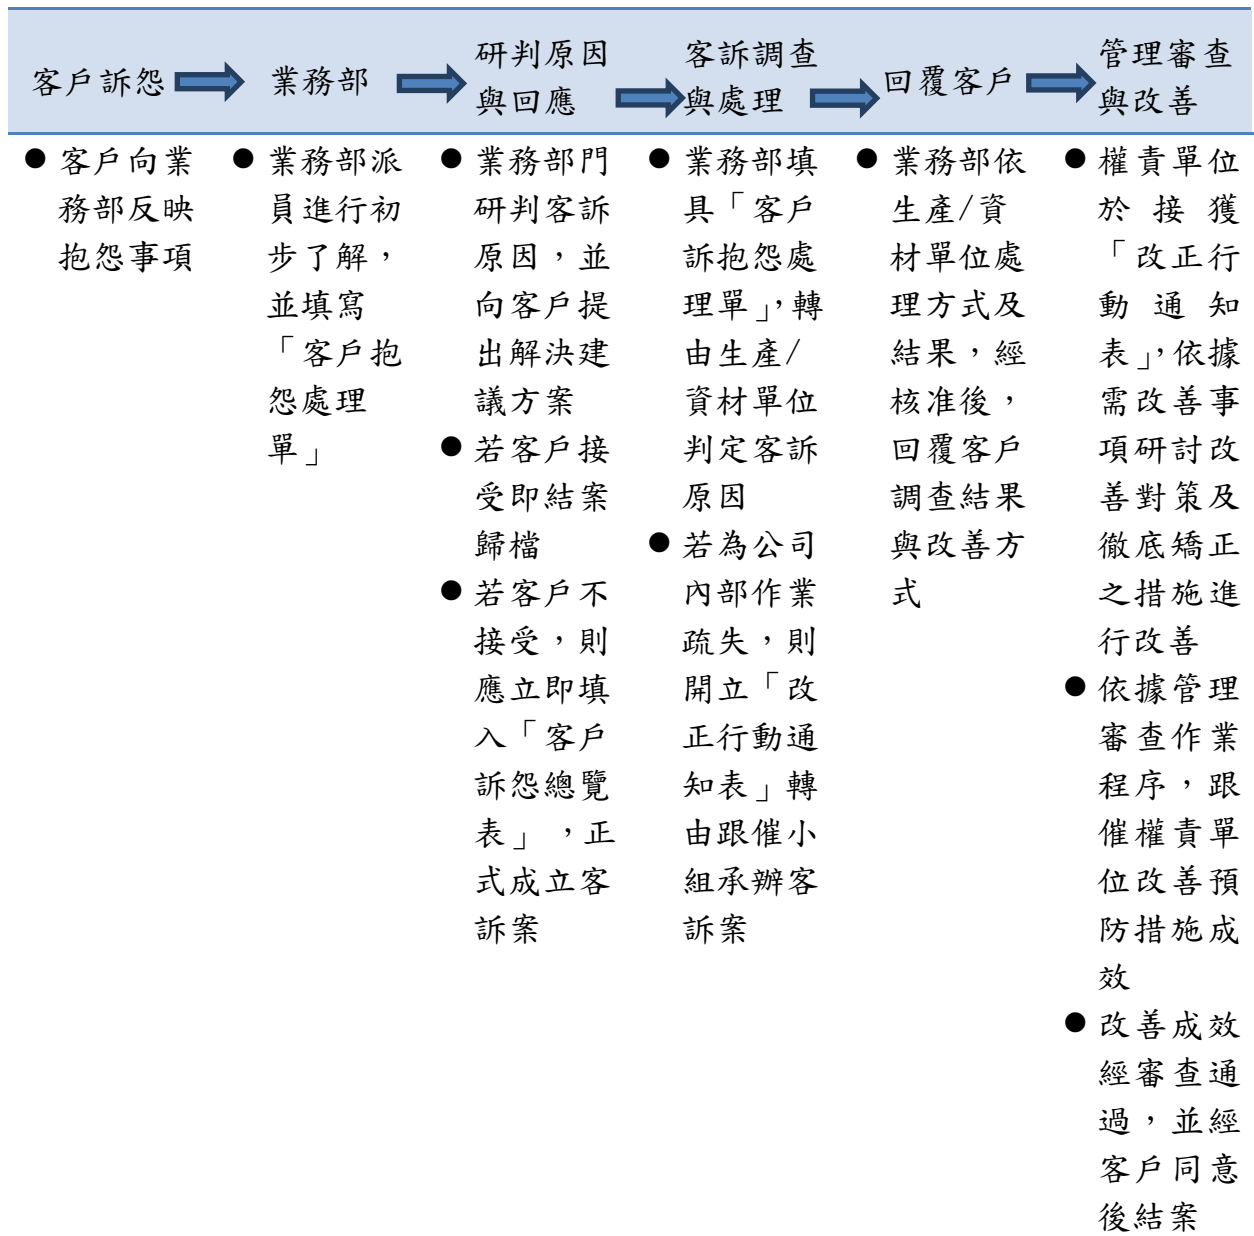 客戶訴怨
業務部
研判原因
與回應
客訴調查
與處理
回覆客戶
管理審查
與改善
● 客戶向業
務部反映
抱怨事項
● 業務部派
員進行初
步了解，
並填寫
「客戶抱
怨處理
單」
● 業務部門
研判客訴
原因，並
向客戶提
出解決建
議方案
● 若客戶接
受即結案
歸檔
● 若客戶不
接受，則
應立即填
入「客戶
訴怨總覽
表」，正
式成立客
訴案
● 業務部填
具「客戶
訴抱怨處
理單」，轉
由生產/
資材單位
判定客訴
原因
● 若為公司
內部作業
疏失，則
開立「改
正行動通
知表」轉
由跟催小
組承辦客
訴案
● 業務部依
生產/資
材單位處
理方式及
結果，經
核准後，
回覆客戶
調查結果
與改善方
式
● 權責單位
於接獲
「改正行
動通知
表」，依據
需改善事
項研討改
善對策及
徹底矯正
之措施進
行改善
● 依據管理
審查作業
程序，跟
催權責單
位改善預
防措施成
效
● 改善成效
經審查通
過，並經
客戶同意
後結案